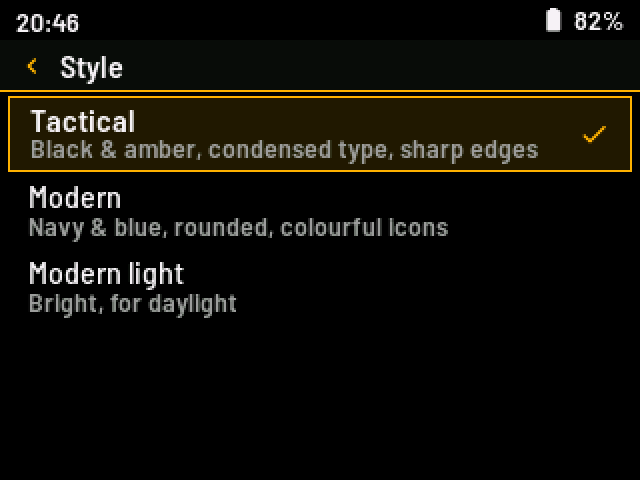 20:46
82%
Style
Tactical
Black & amber, condensed type, sharp edges
Modern
Navy & blue, rounded, colourful icons
Modern light
Bright, for daylight